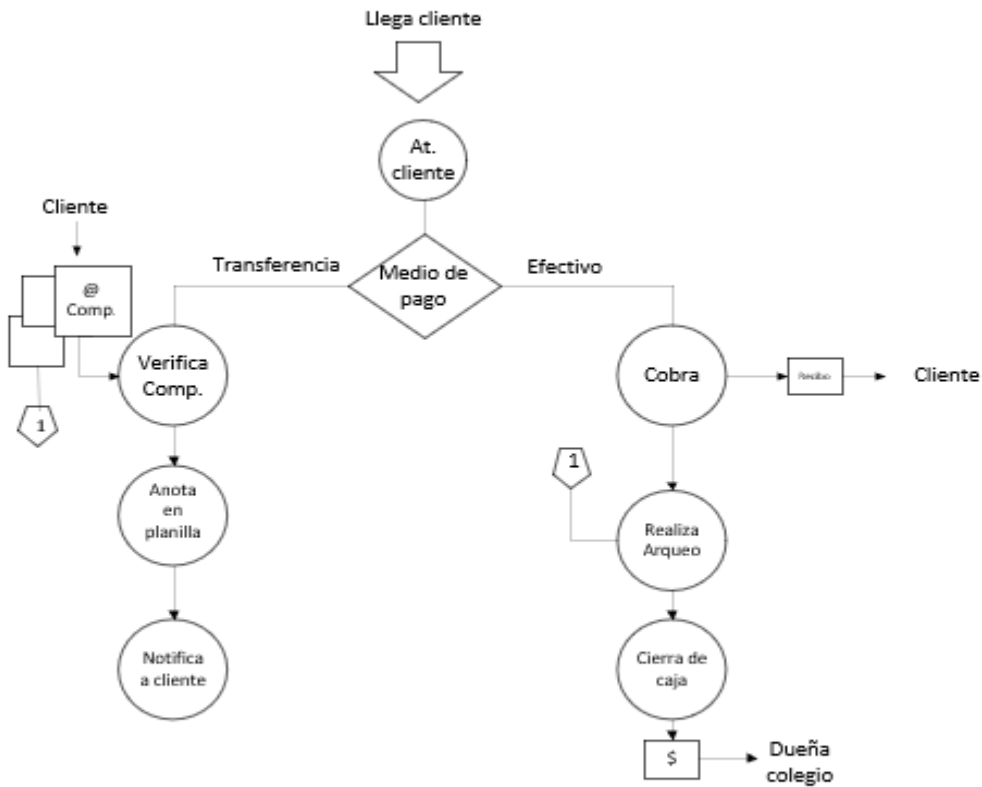 Llega cliente
At.
cliente
Cliente
Transferencia
Medio de
pago
Efectivo
@
Comp.
Verifica
Comp.
Cobra
Cliente
1
1
Anota
en
planilla
Realiza
Arqueo
Notifica
a cliente
Cierra de
caja
$
Dueña
colegio